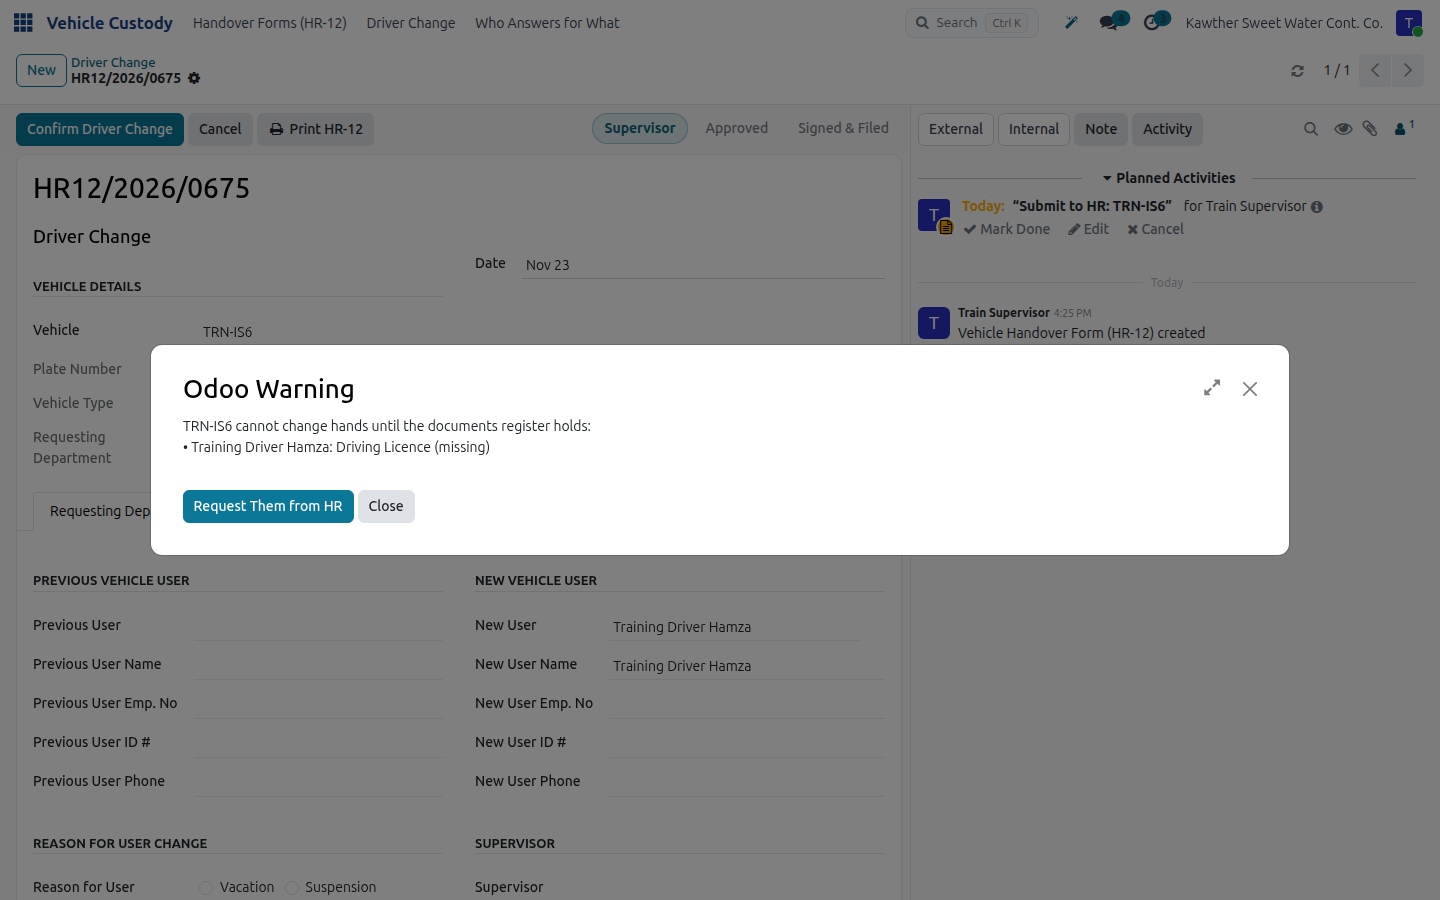 Vehicle Custody
Handover Forms (HR-12)
Driver Change
Who Answers for What
Search
Ctrl K
4
3
Kawther Sweet Water Cont. Co.
T
New
Driver Change
HR12/2026/0675
1 / 1
Confirm Driver Change
Cancel
Print HR-12
Supervisor
Approved
Signed & Filed
External
Internal
Note
Activity
1
HR12/2026/0675
Driver Change
Date
Nov 23
VEHICLE DETAILS
Vehicle
TRN-IS6
Plate Number
Vehicle Type
Requesting
Department
Requesting Dep
Planned Activities
T
Today: “Submit to HR: TRN-IS6” for Train Supervisor
Mark Done
Edit
Cancel
Today
T
Train Supervisor 4:25 PM
Vehicle Handover Form (HR-12) created
Odoo Warning
TRN-IS6 cannot change hands until the documents register holds:
• Training Driver Hamza: Driving Licence (missing)
Request Them from HR
Close
PREVIOUS VEHICLE USER
Previous User
Previous User Name
Previous User Emp. No
Previous User ID #
Previous User Phone
NEW VEHICLE USER
New User
Training Driver Hamza
New User Name
Training Driver Hamza
New User Emp. No
New User ID #
New User Phone
REASON FOR USER CHANGE
Reason for User
Vacation
Suspension
SUPERVISOR
Supervisor